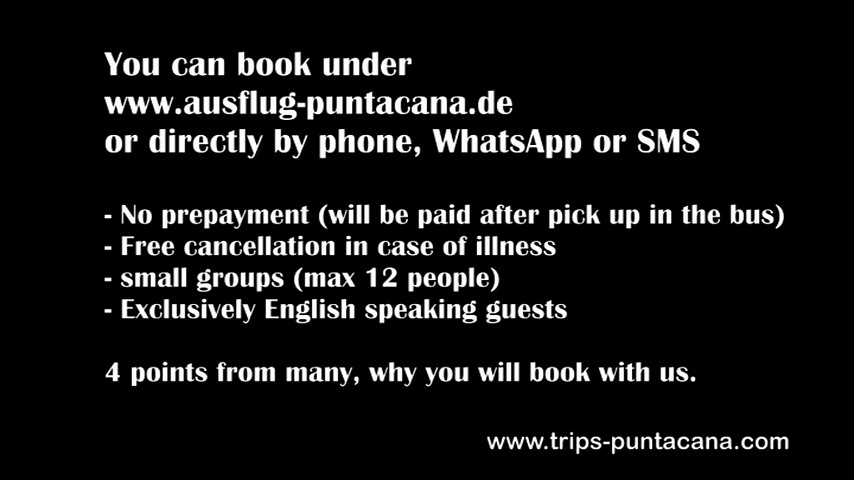 You can book under
www.ausflug-puntacana.de
or directly by phone, WhatsApp or SMS
- No prepayment (will be paid after pick up in the bus)
- Free cancellation in case of illness
- small groups (max 12 people)
- Exclusively English speaking guests
4 points from many, why you will book with us.
www.trips-puntacana.com